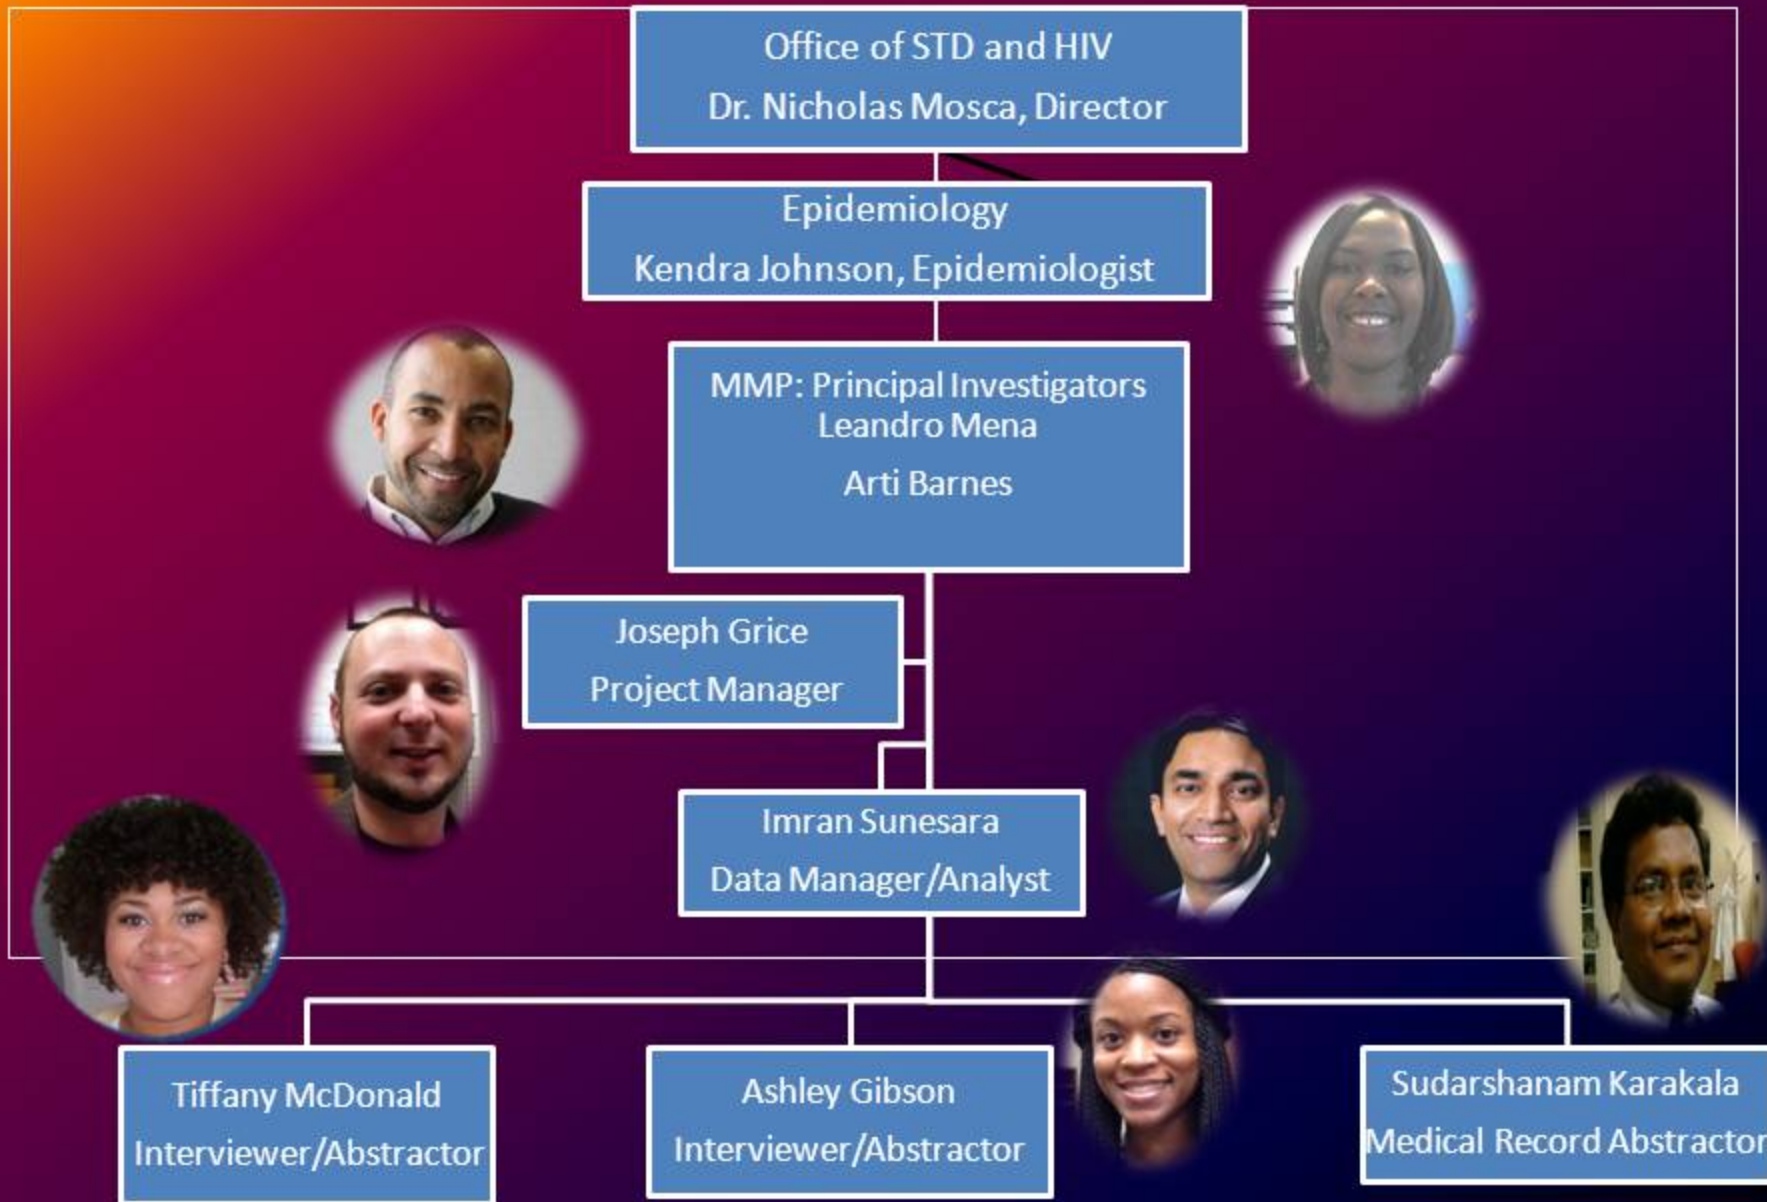 Office of STD and HIV
Dr. Nicholas Mosca, Director
Epidemiology
Kendra Johnson, Epidemiologist
MMP: Principal Investigators
Leandro Mena
Arti Barnes
Joseph Grice
Project Manager
Imran Sunesara
Data Manager/Analyst
Tiffany McDonald
Interviewer/Abstractor
Ashley Gibson
Interviewer/Abstractor
Sudarshanam Karakala
Medical Record Abstractor